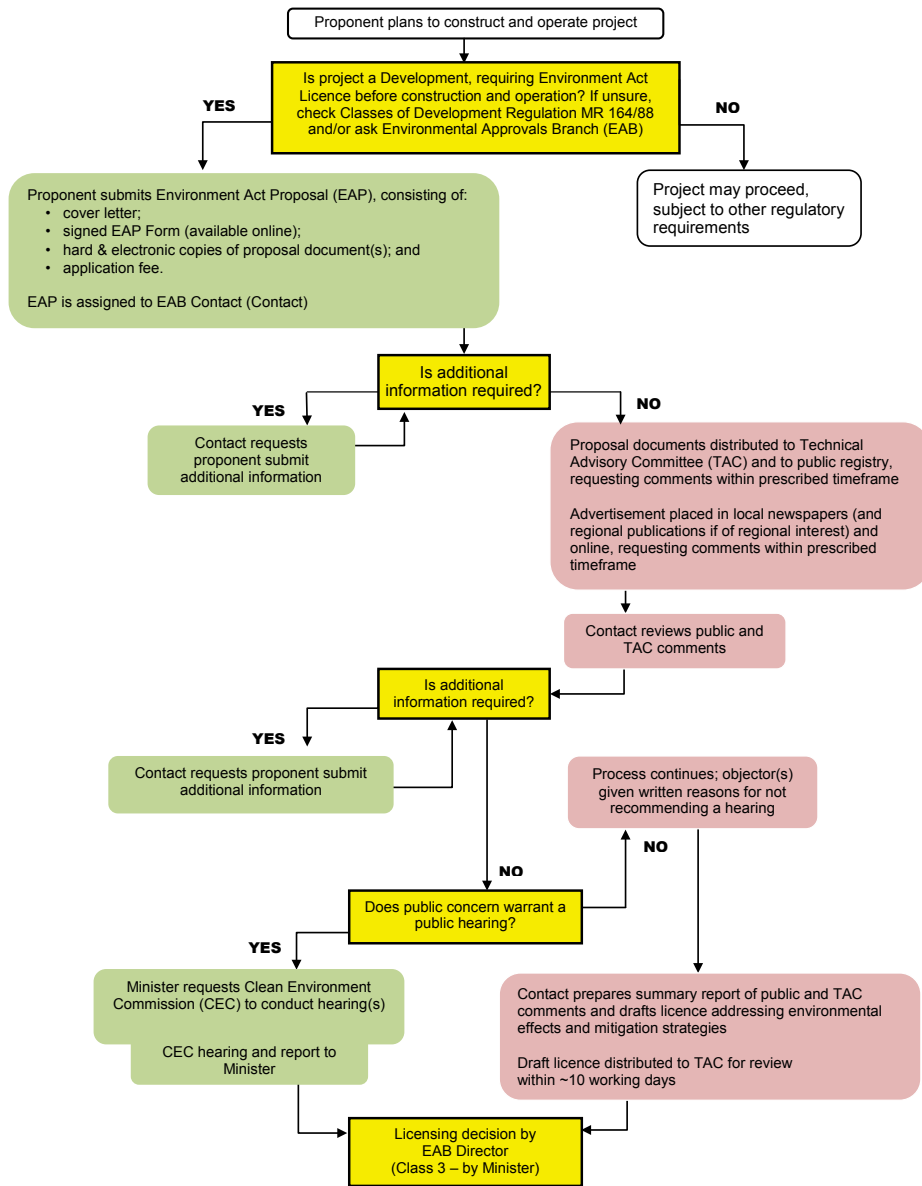 Proponent plans to construct and operate project
Is project a Development, requiring Environment Act
Licence before construction and operation? If unsure,
check Classes of Development Regulation MR 164/88
and/or ask Environmental Approvals Branch (EAB)
YES
NO
Proponent submits Environment Act Proposal (EAP), consisting of:
• cover letter;
• signed EAP Form (available online);
• hard & electronic copies of proposal document(s); and
• application fee.
EAP is assigned to EAB Contact (Contact)
Project may proceed,
subject to other regulatory
requirements
Is additional
information required?
YES
NO
Contact requests
proponent submit
additional information
Proposal documents distributed to Technical
Advisory Committee (TAC) and to public registry,
requesting comments within prescribed timeframe
Advertisement placed in local newspapers (and
regional publications if of regional interest) and
online, requesting comments within prescribed
timeframe
Contact reviews public and
TAC comments
Is additional
information required?
YES
Contact requests proponent submit
additional information
Process continues; objector(s)
given written reasons for not
recommending a hearing
NO
NO
Does public concern warrant a
public hearing?
YES
Minister requests Clean Environment
Commission (CEC) to conduct hearing(s)
CEC hearing and report to
Minister
Contact prepares summary report of public and TAC
comments and drafts licence addressing environmental
effects and mitigation strategies
Draft licence distributed to TAC for review
within ~10 working days
Licensing decision by
EAB Director
(Class 3 – by Minister)